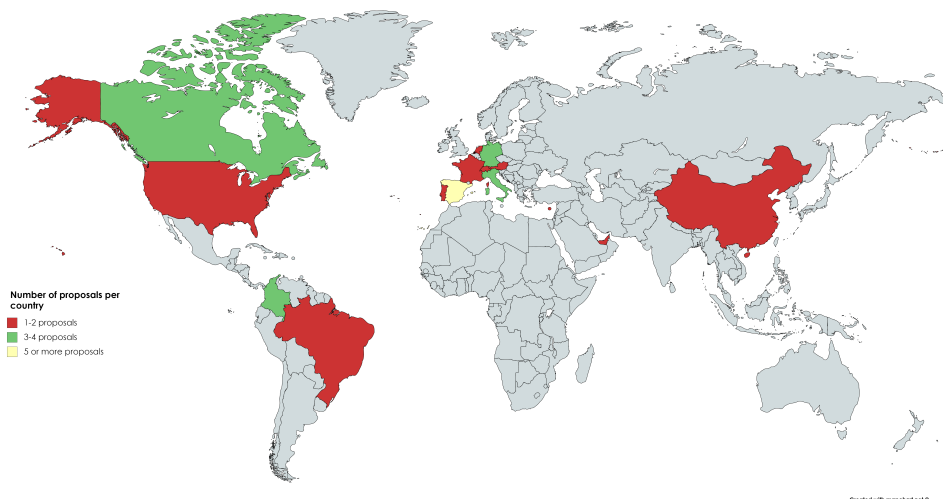 Number of proposals per
country
1-2 proposals
3-4 proposals
5 or more proposals